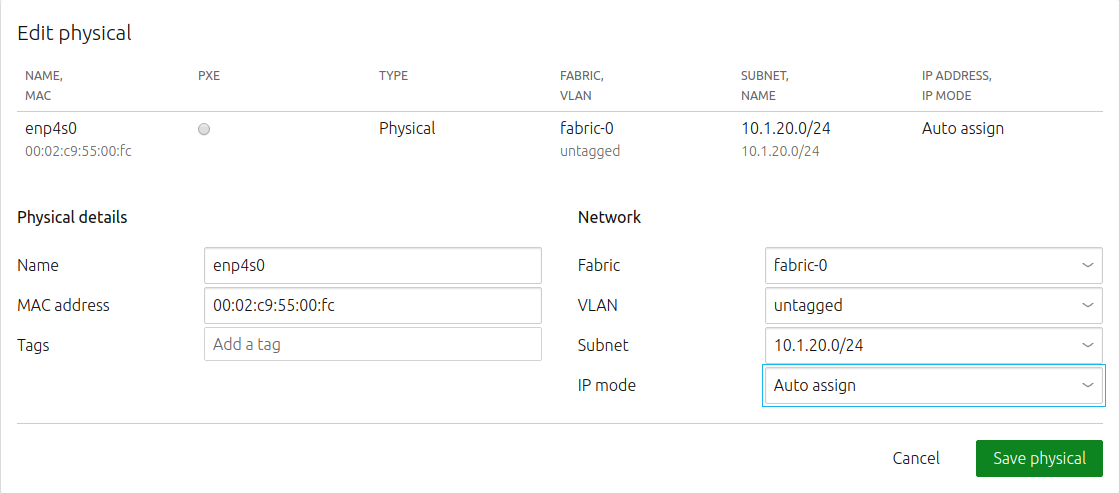 Edit physical
NAME, MAC
PXE
TYPE
FABRIC, VLAN
SUBNET, NAME
IP ADDRESS, IP MODE
enp4s0
00:02:c9:55:00:fc
Physical
fabric-0
untagged
10.1.20.0/24
10.1.20.0/24
Auto assign
Physical details
Name
enp4s0
MAC address
00:02:c9:55:00:fc
Tags
Add a tag
Network
Fabric
fabric-0
VLAN
untagged
Subnet
10.1.20.0/24
IP mode
Auto assign
Cancel
Save physical